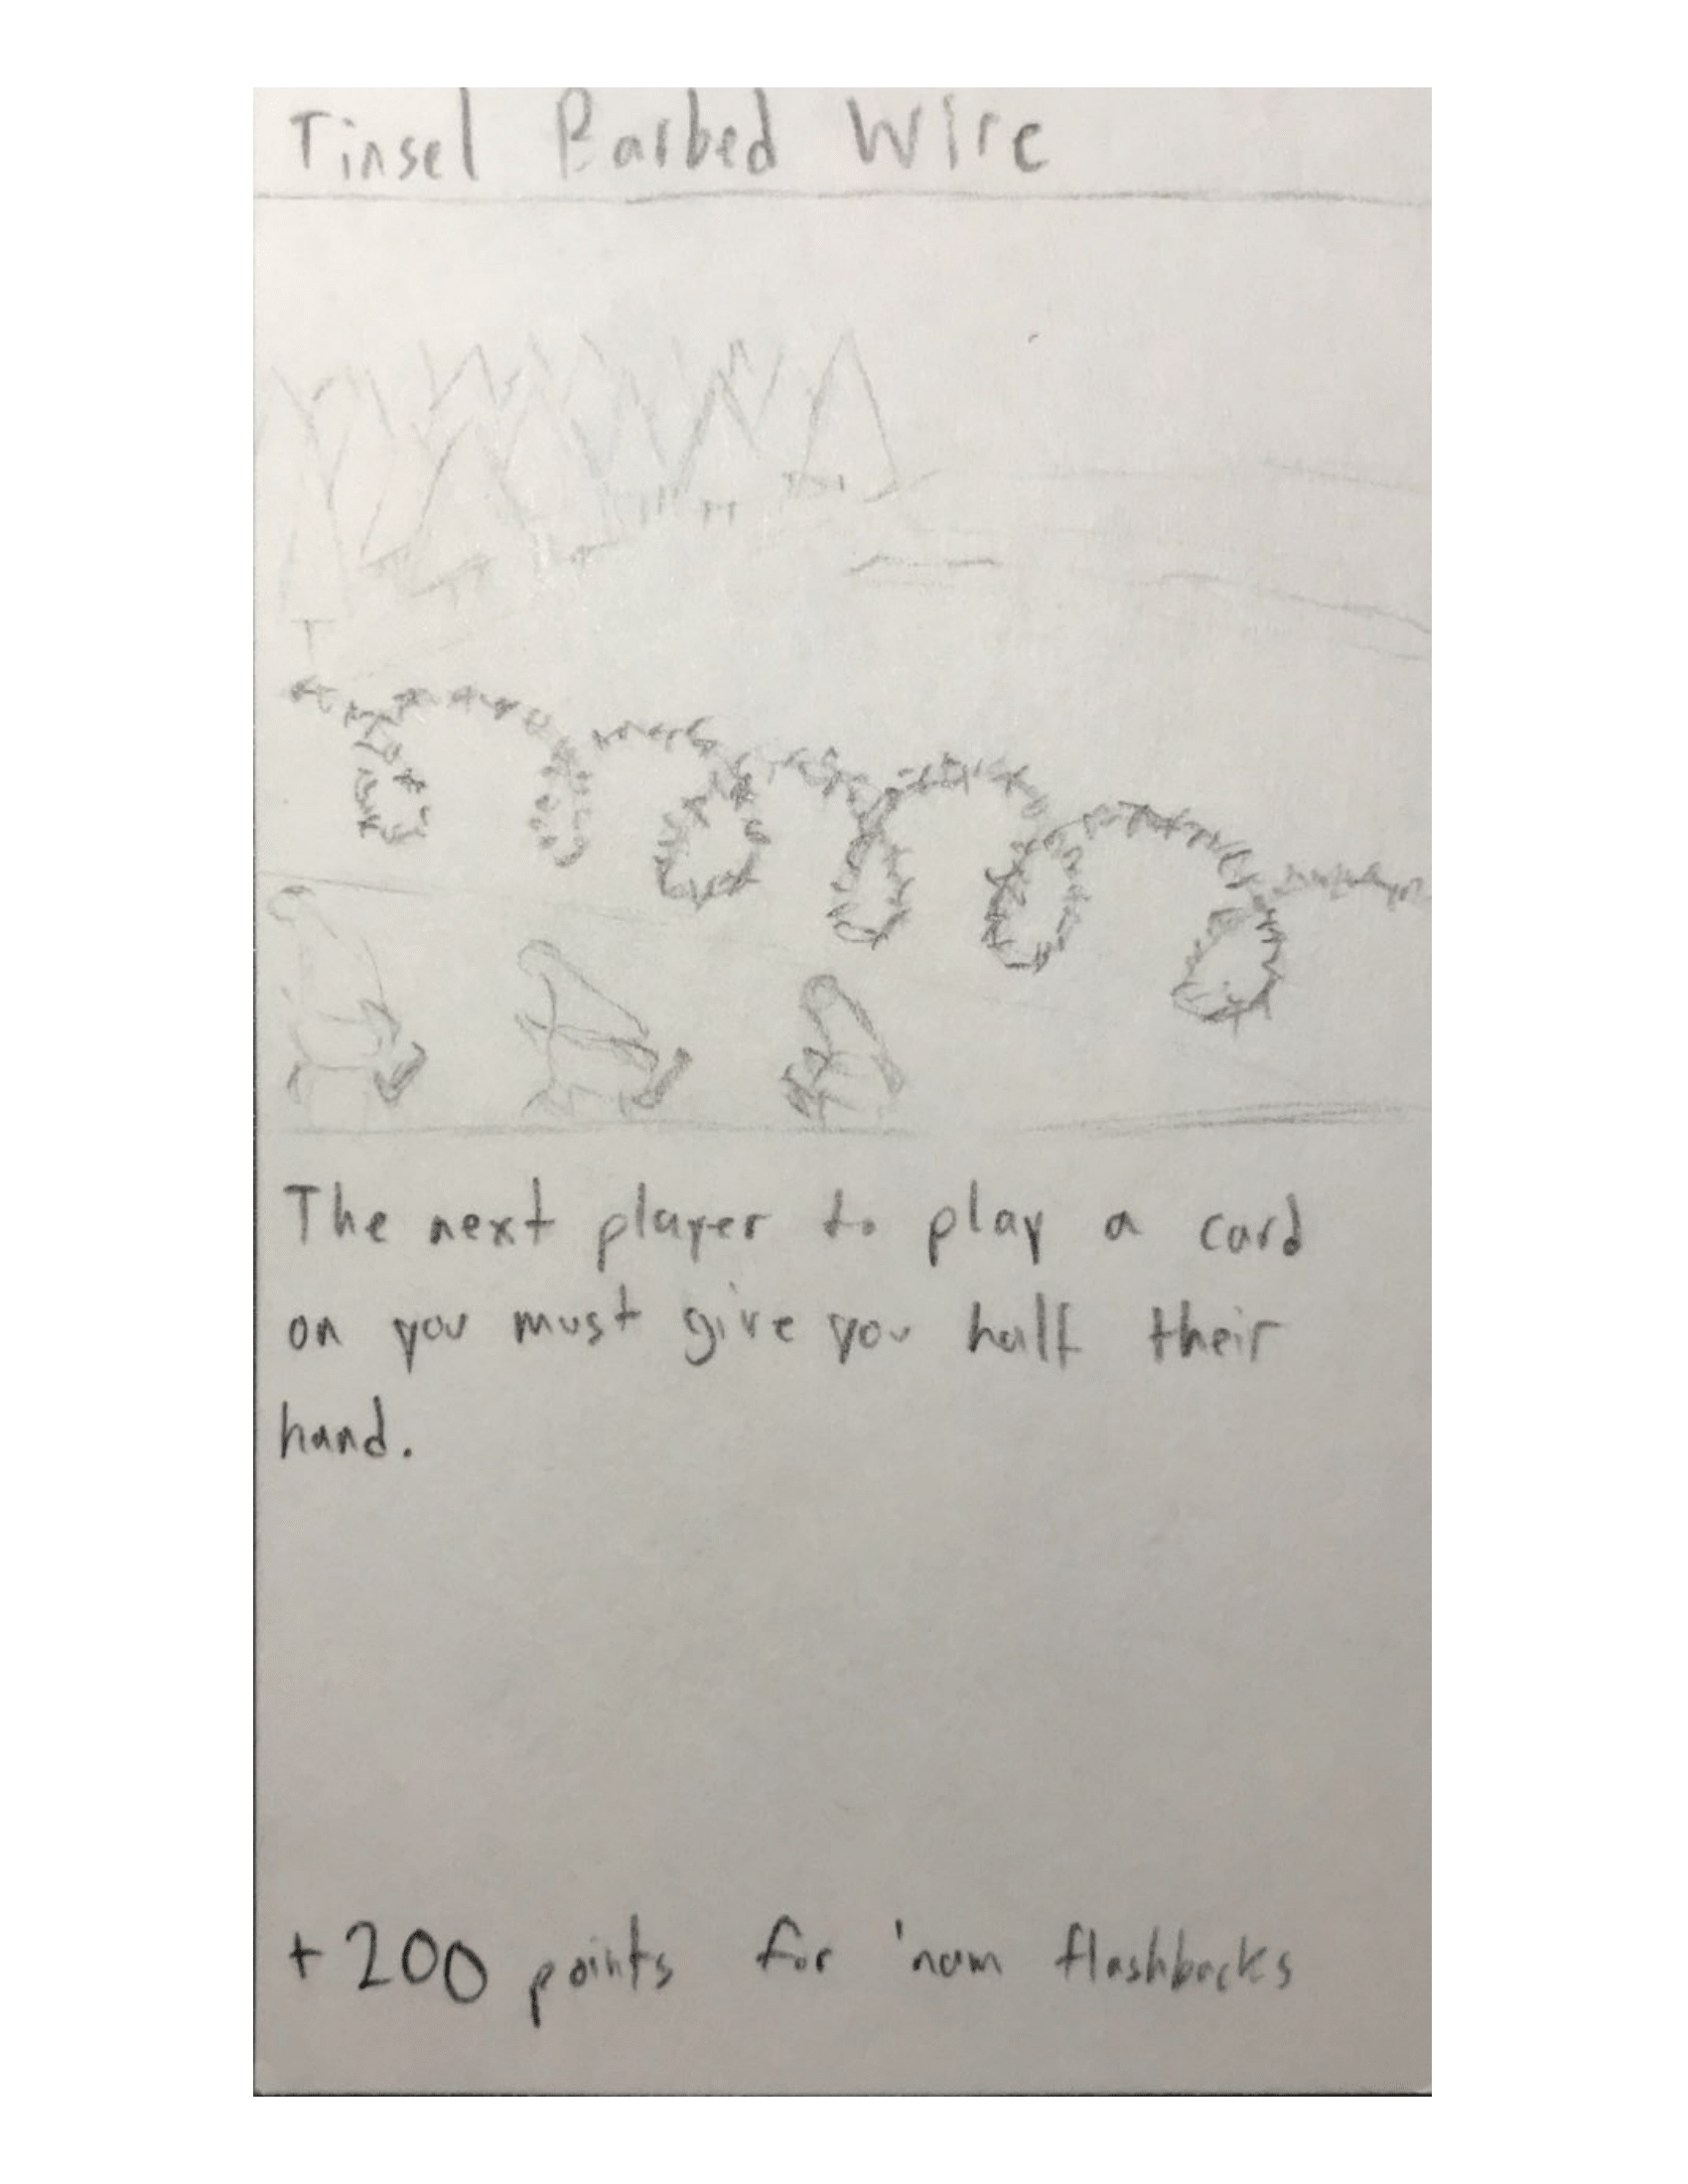 Tinsel Barbed Wire
The next player to play a card
on you must give you half their
hand.
+200 points for 'nam flashbacks